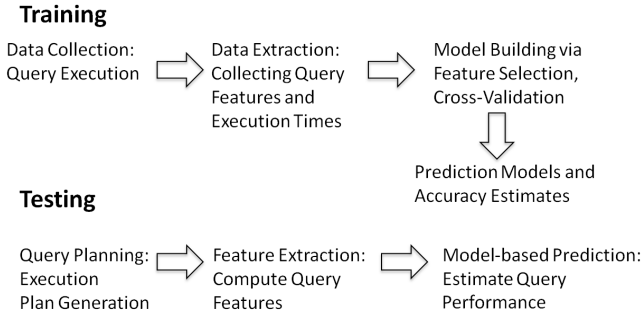 Training
Data Collection:
Query Execution
Data Extraction:
Collecting Query
Features and
Execution Times
Model Building via
Feature Selection,
Cross-Validation
Prediction Models and
Accuracy Estimates
Testing
Query Planning:
Execution
Plan Generation
Feature Extraction:
Compute Query
Features
Model-based Prediction:
Estimate Query
Performance